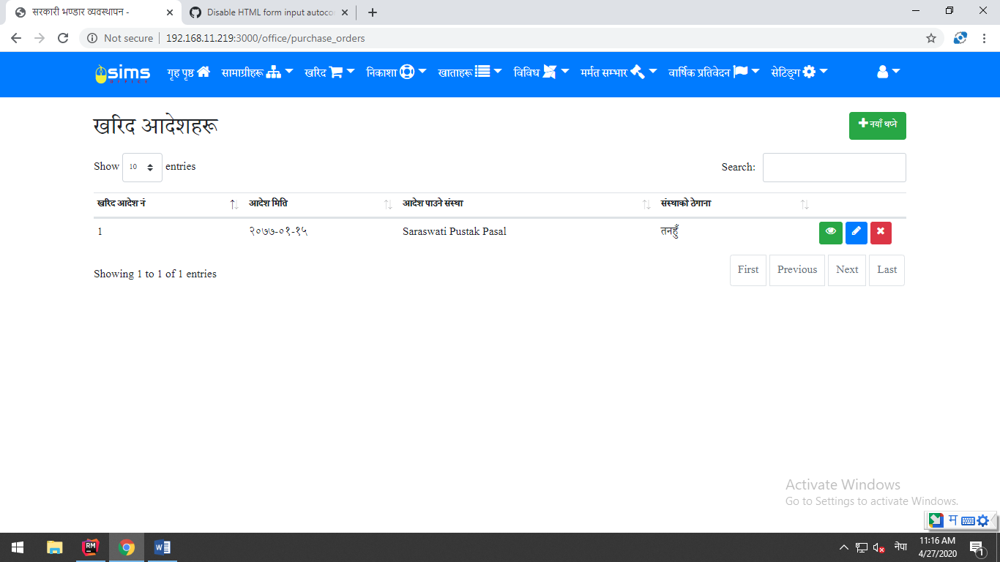 सरकारी भण्डार व्यवस्थापन -
Disable HTML form input autoco
Not secure
192.168.11.219:3000/office/purchase_orders
sims
गृह पृष्ठ सामाग्रीहरू खरिद निकाशा खाताहरू विविध मर्मत सम्भार वार्षिक प्रतिवेदन सेटिङ्ग
खरिद आदेशहरू
नयाँ थप्ने
Show 10 entries
Search:
खरिद आदेश नं आदेश मिति आदेश पाउने संस्था संस्थाको ठेगाना
1 २०७७-०१-१५ Saraswati Pustak Pasal तनहुँ
Showing 1 to 1 of 1 entries
First Previous Next Last
Activate Windows
Go to Settings to activate Windows.
म
RM
W
नेपा
11:16 AM
4/27/2020
1